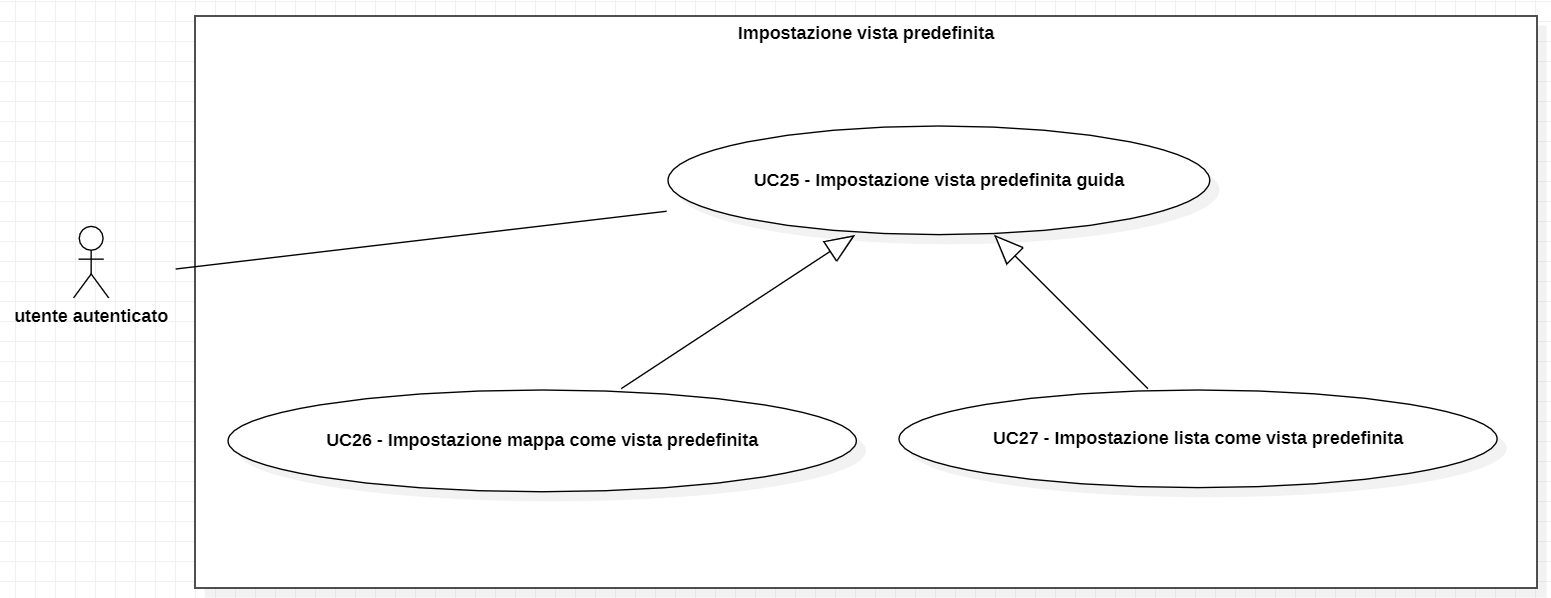 Impostazione vista predefinita
UC25 - Impostazione vista predefinita guida
utente autenticato
UC26 - Impostazione mappa come vista predefinita
UC27 - Impostazione lista come vista predefinita